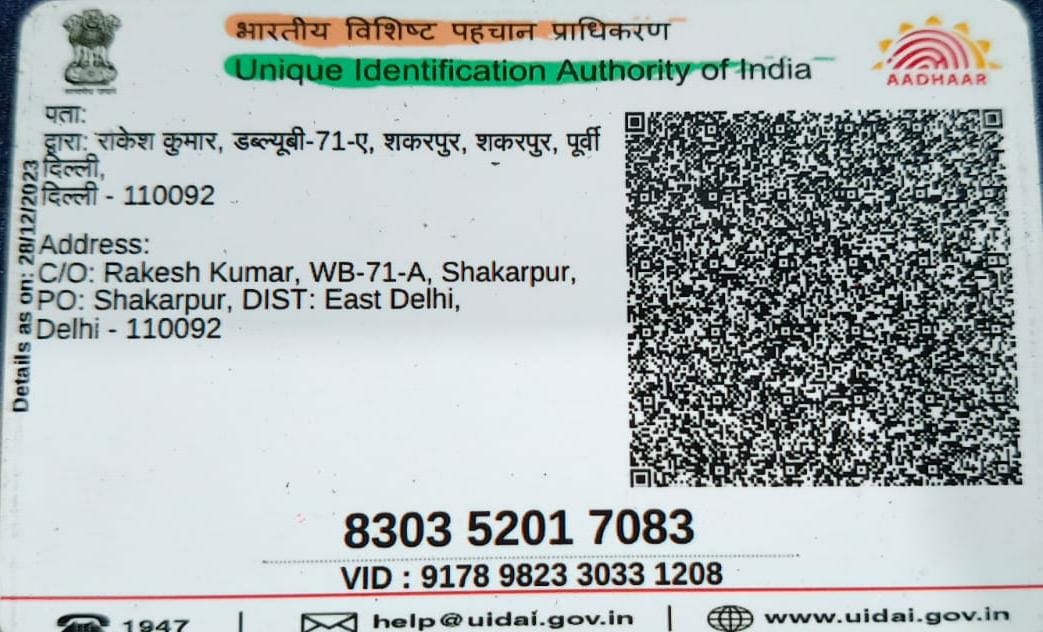 भारतीय विशिष्ट पहचान प्राधिकरण
Unique Identification Authority of India
AADHAAR
पता:
द्वारा: राकेश कुमार, डब्ल्यूबी-71-ए, शकरपुर, शकरपुर, पूर्वी
दिल्ली,
दिल्ली - 110092
Address:
C/O: Rakesh Kumar, WB-71-A, Shakarpur,
PO: Shakarpur, DIST: East Delhi,
Delhi - 110092
Details as on: 28/12/2023
8303 5201 7083
VID : 9178 9823 3033 1208
1947 | help@uidai.gov.in | www.uidai.gov.in